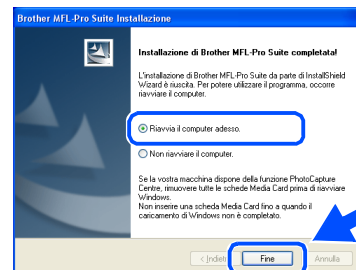 Brother MFL-Pro Suite Installazione
Installazione di Brother MFL-Pro Suite completata!
L'installazione di Brother MFL-Pro Suite da parte di InstallShield
Wizard è riuscita. Per potere utilizzare il programma, occorre
riavviare il computer.
Riavvia il computer adesso.
Non riavviare il computer.
Se la vostra macchina dispone della funzione PhotoCapture
Centre, rimuovere tutte le schede Media Card prima di riavviare
Windows.
Non inserire una scheda Media Card fino a quando il
caricamento di Windows non è completato.
Fine
Annulla